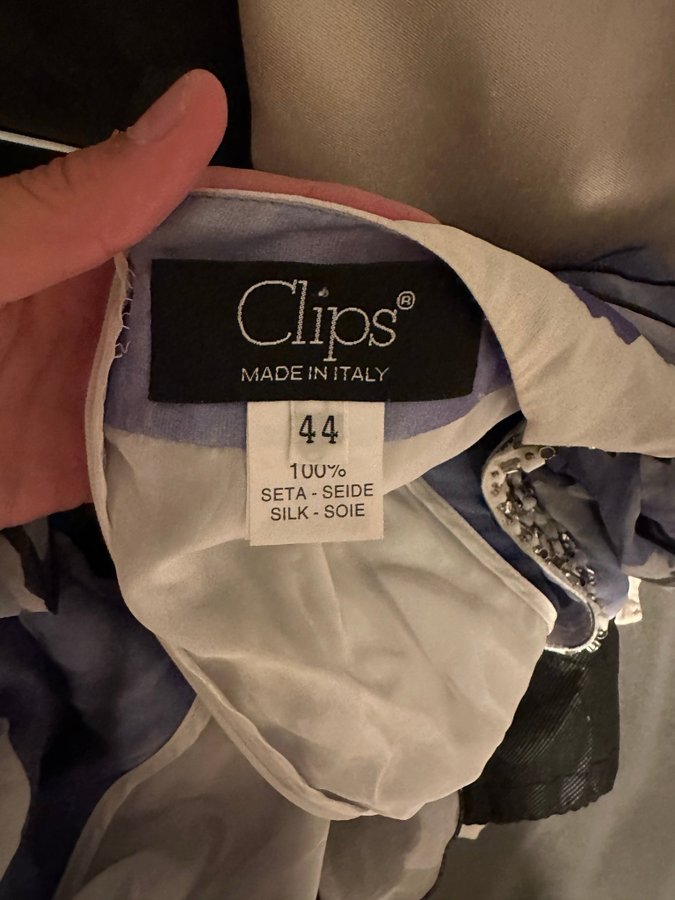 Clips®
MADE IN ITALY
44
100%
SETA - SEIDE
SILK - SOIE